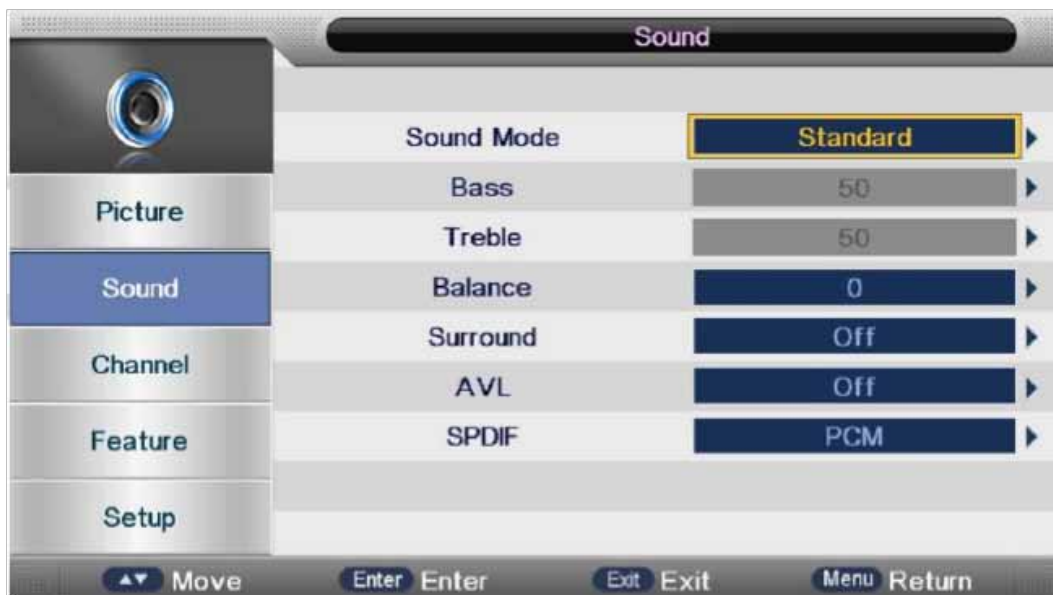 Sound
Sound Mode Standard
Bass 50
Treble 50
Balance 0
Surround Off
AVL Off
SPDIF PCM
Picture
Sound
Channel
Feature
Setup
▲▼ Move Enter Enter Exit Exit Menu Return